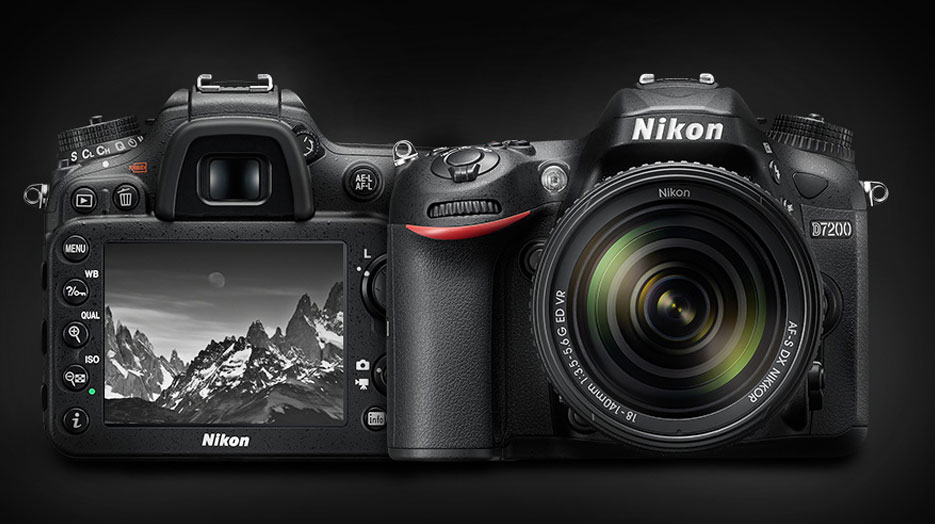 S CL CH Q
AE-L
AF-L
MENU
WB
?
QUAL
ISO
i
L
info
Nikon
Nikon
Nikon
D7200
18-140mm 1:3.5-5.6 G ED VR
AF-S DX NIKKOR